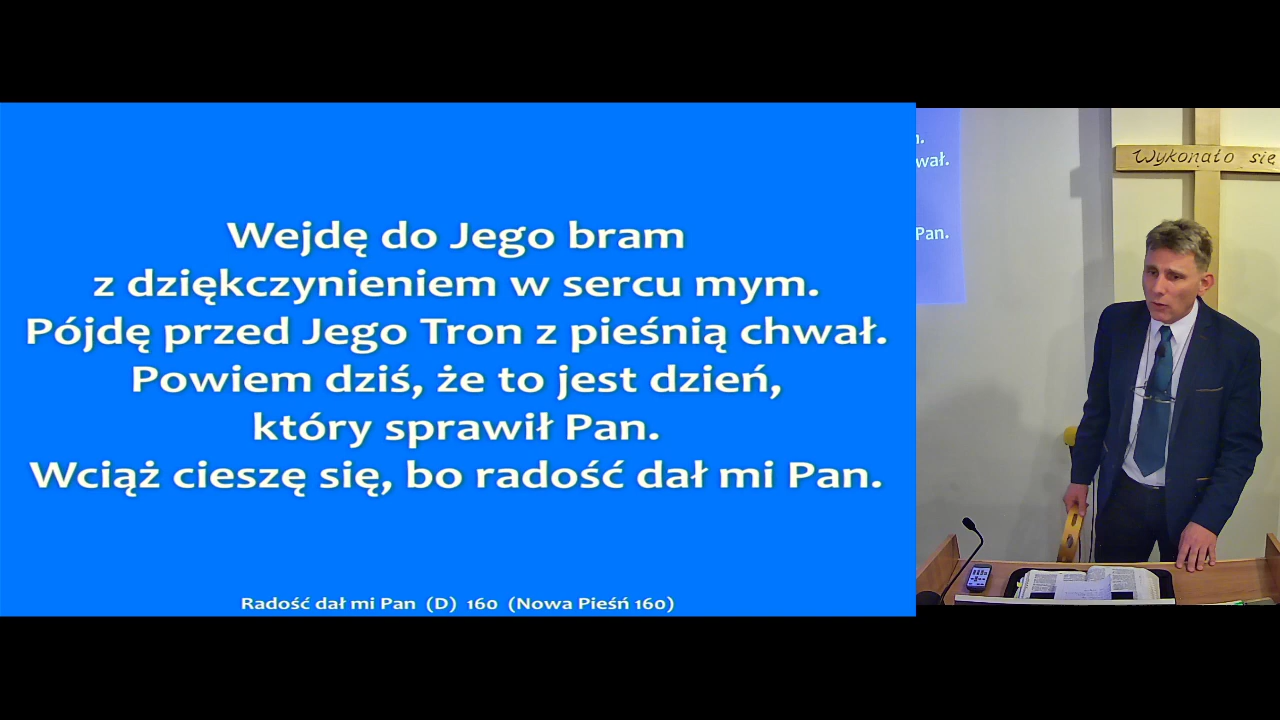 Wejdę do Jego bram
z dziękczynieniem w sercu mym.
Pójdę przed Jego Tron z pieśnią chwał.
Powiem dziś, że to jest dzień,
który sprawił Pan.
Wciąż cieszę się, bo radość dał mi Pan.
Radość dał mi Pan (D) 160 (Nowa Pieśń 160)
wał.
Pan.
Wykonało się